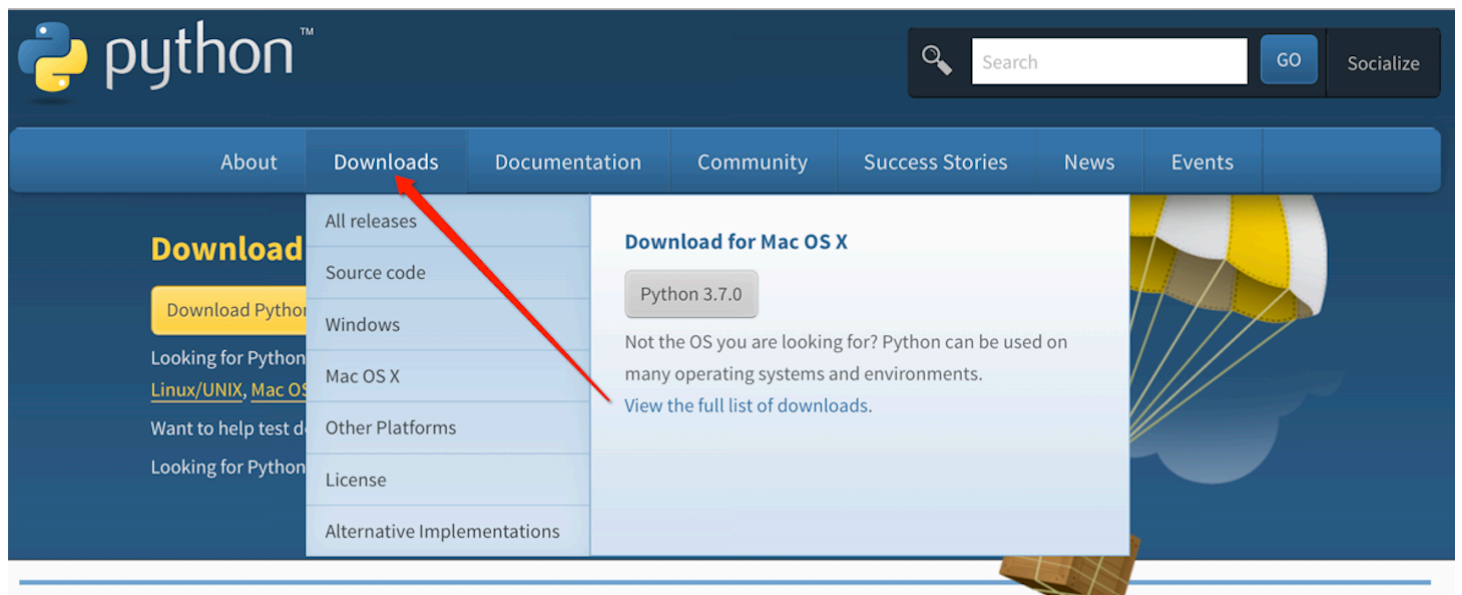 python™
Search
GO
Socialize
About
Downloads
Documentation
Community
Success Stories
News
Events
Download
Download Pytho
Looking for Python
Linux/UNIX, Mac OS
Want to help test d
Looking for Python
All releases
Source code
Windows
Mac OS X
Other Platforms
License
Alternative Implementations
Download for Mac OS X
Python 3.7.0
Not the OS you are looking for? Python can be used on
many operating systems and environments.
View the full list of downloads.